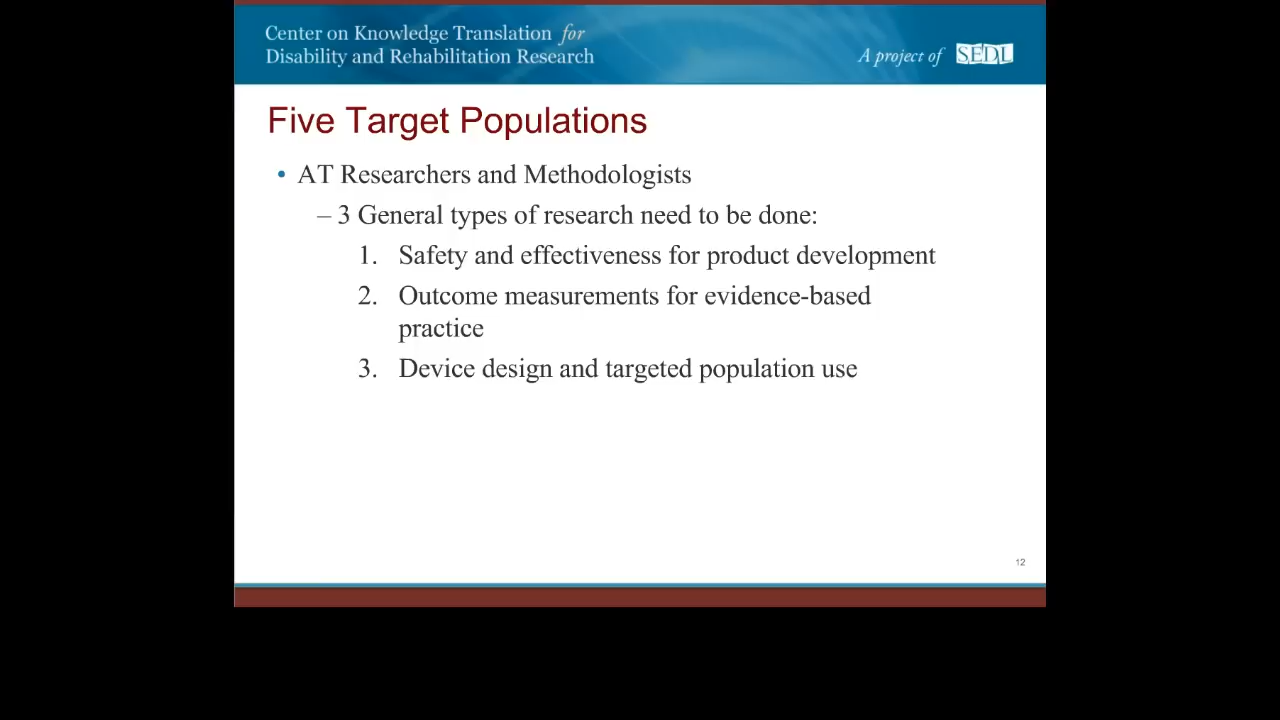 Center on Knowledge Translation for
Disability and Rehabilitation Research
A project of SEDL
Five Target Populations
• AT Researchers and Methodologists
– 3 General types of research need to be done:
1. Safety and effectiveness for product development
2. Outcome measurements for evidence-based
practice
3. Device design and targeted population use
12